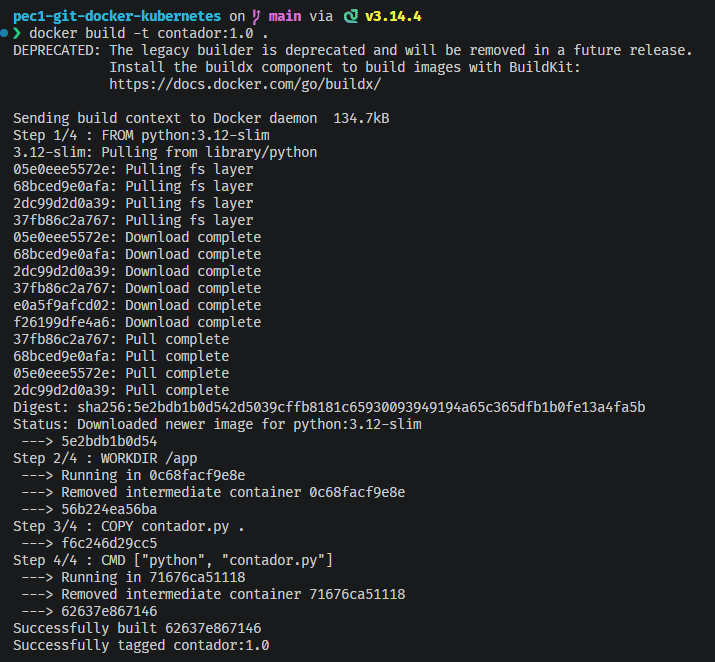 pec1-git-docker-kubernetes on main via v3.14.4
❯ docker build -t contador:1.0 .
DEPRECATED: The legacy builder is deprecated and will be removed in a future release.
            Install the buildx component to build images with BuildKit:
            https://docs.docker.com/go/buildx/

Sending build context to Docker daemon  134.7kB
Step 1/4 : FROM python:3.12-slim
3.12-slim: Pulling from library/python
05e0eee5572e: Pulling fs layer
68bced9e0afa: Pulling fs layer
2dc99d2d0a39: Pulling fs layer
37fb86c2a767: Pulling fs layer
05e0eee5572e: Download complete
68bced9e0afa: Download complete
2dc99d2d0a39: Download complete
37fb86c2a767: Download complete
e0a5f9afcd02: Download complete
f26199dfe4a6: Download complete
37fb86c2a767: Pull complete
68bced9e0afa: Pull complete
05e0eee5572e: Pull complete
2dc99d2d0a39: Pull complete
Digest: sha256:5e2bdb1b0d542d5039cffb8181c65930093949194a65c365dfb1b0fe13a4fa5b
Status: Downloaded newer image for python:3.12-slim
 ---> 5e2bdb1b0d54
Step 2/4 : WORKDIR /app
 ---> Running in 0c68facf9e8e
 ---> Removed intermediate container 0c68facf9e8e
 ---> 56b224ea56ba
Step 3/4 : COPY contador.py .
 ---> f6c246d29cc5
Step 4/4 : CMD ["python", "contador.py"]
 ---> Running in 71676ca51118
 ---> Removed intermediate container 71676ca51118
 ---> 62637e867146
Successfully built 62637e867146
Successfully tagged contador:1.0